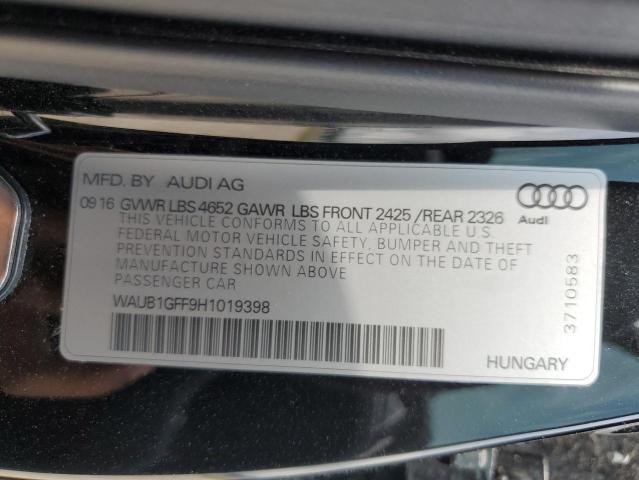 MFD. BY AUDI AG
09 16 GVWR LBS 4652 GAWR LBS FRONT 2425 /REAR 2326
THIS VEHICLE CONFORMS TO ALL APPLICABLE U.S.
FEDERAL MOTOR VEHICLE SAFETY, BUMPER AND THEFT
PREVENTION STANDARDS IN EFFECT ON THE DATE OF
MANUFACTURE SHOWN ABOVE
PASSENGER CAR
WAUB1GFF9H1019398
Audi
3710583
HUNGARY